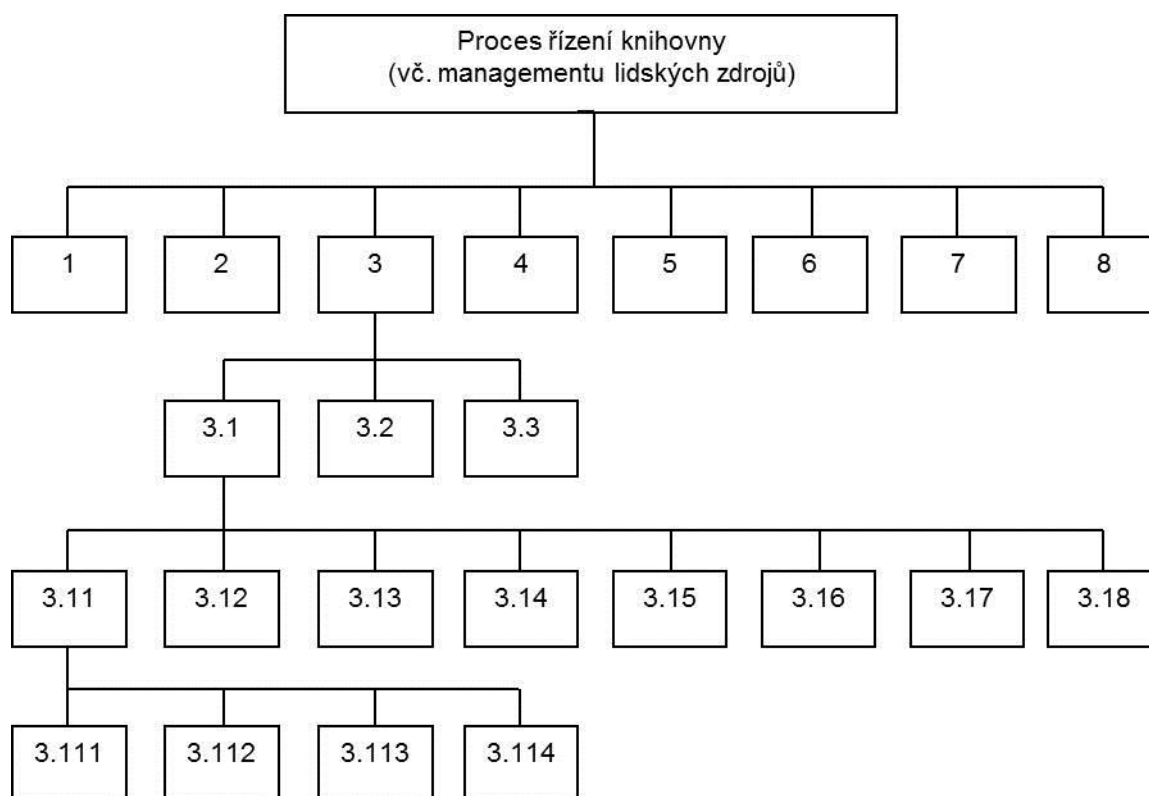 Proces řízení knihovny
(vč. managementu lidských zdrojů)
1 2 3 4 5 6 7 8
3.1 3.2 3.3
3.11 3.12 3.13 3.14 3.15 3.16 3.17 3.18
3.111 3.112 3.113 3.114